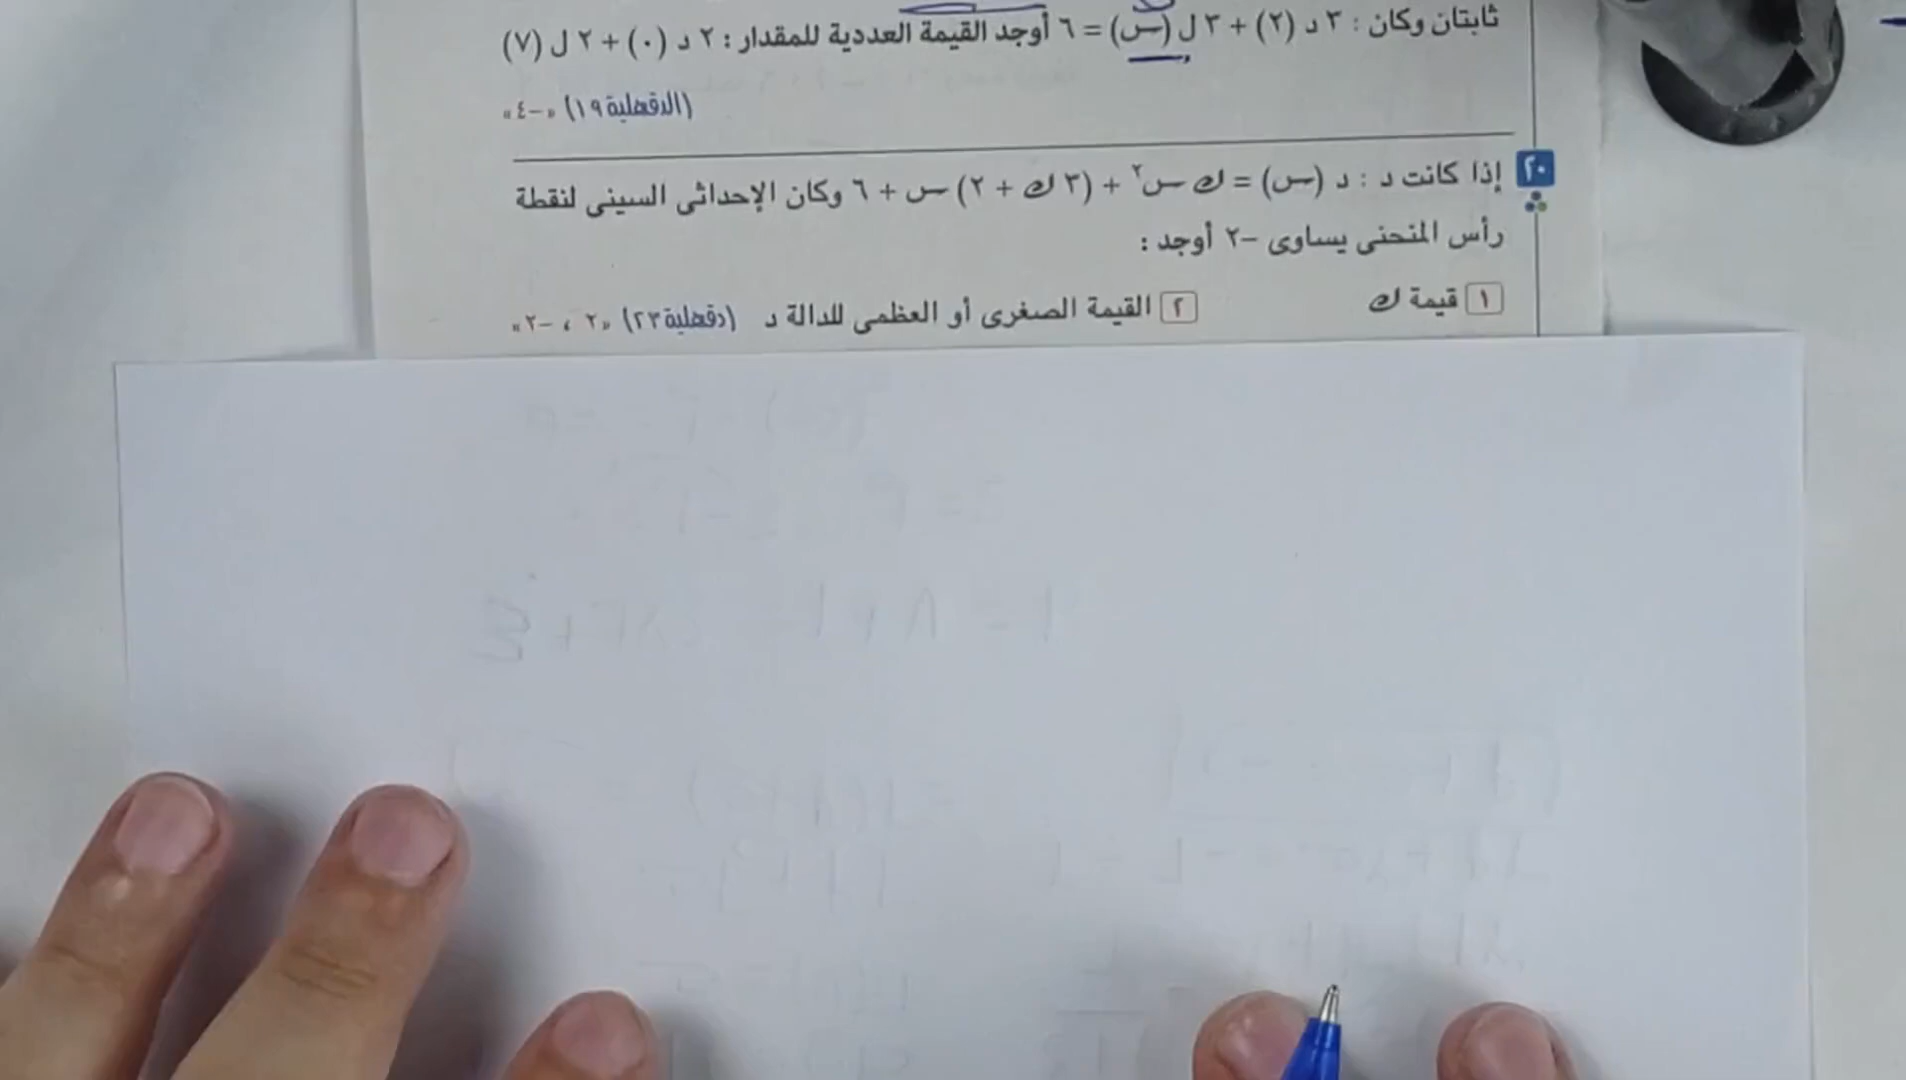 ثابتان وكان : ٣ د (٢) + ٣ ل (س) = ٦ أوجد القيمة العددية للمقدار : ٢ د (٠) + ٢ ل (٧)
(الدقهلية ١٩) «-٤»
٢٠ إذا كانت د : د (س) = ك س٢ + (٣ ك + ٢) س + ٦ وكان الإحداثى السينى لنقطة
رأس المنحنى يساوى -٢ أوجد :
١ قيمة ك ٢ القيمة الصغرى أو العظمى للدالة د (دقهلية ٢٣) «٢ ، -٢»